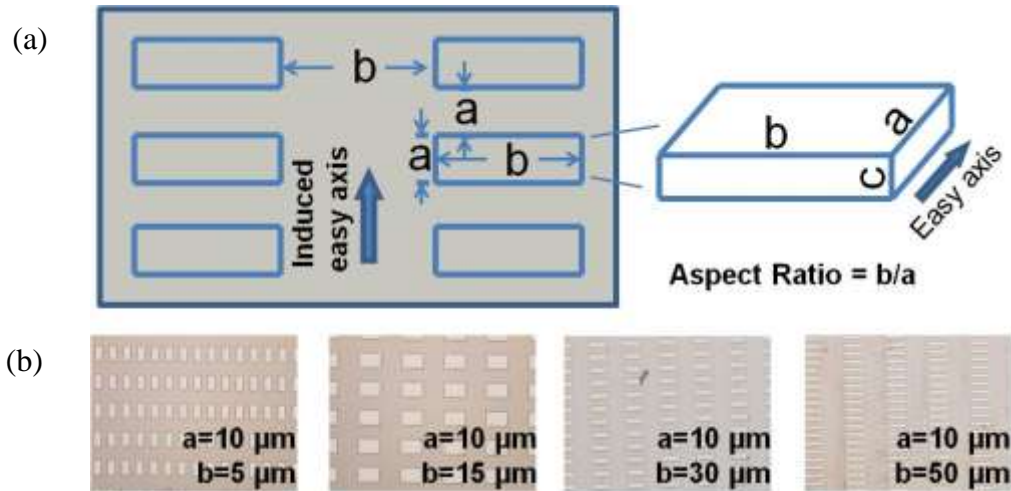 (a)
b
a
a
b
Induced
easy axis
b
a
c
Easy axis
Aspect Ratio = b/a
(b)
a=10 μm
b=5 μm
a=10 μm
b=15 μm
a=10 μm
b=30 μm
a=10 μm
b=50 μm